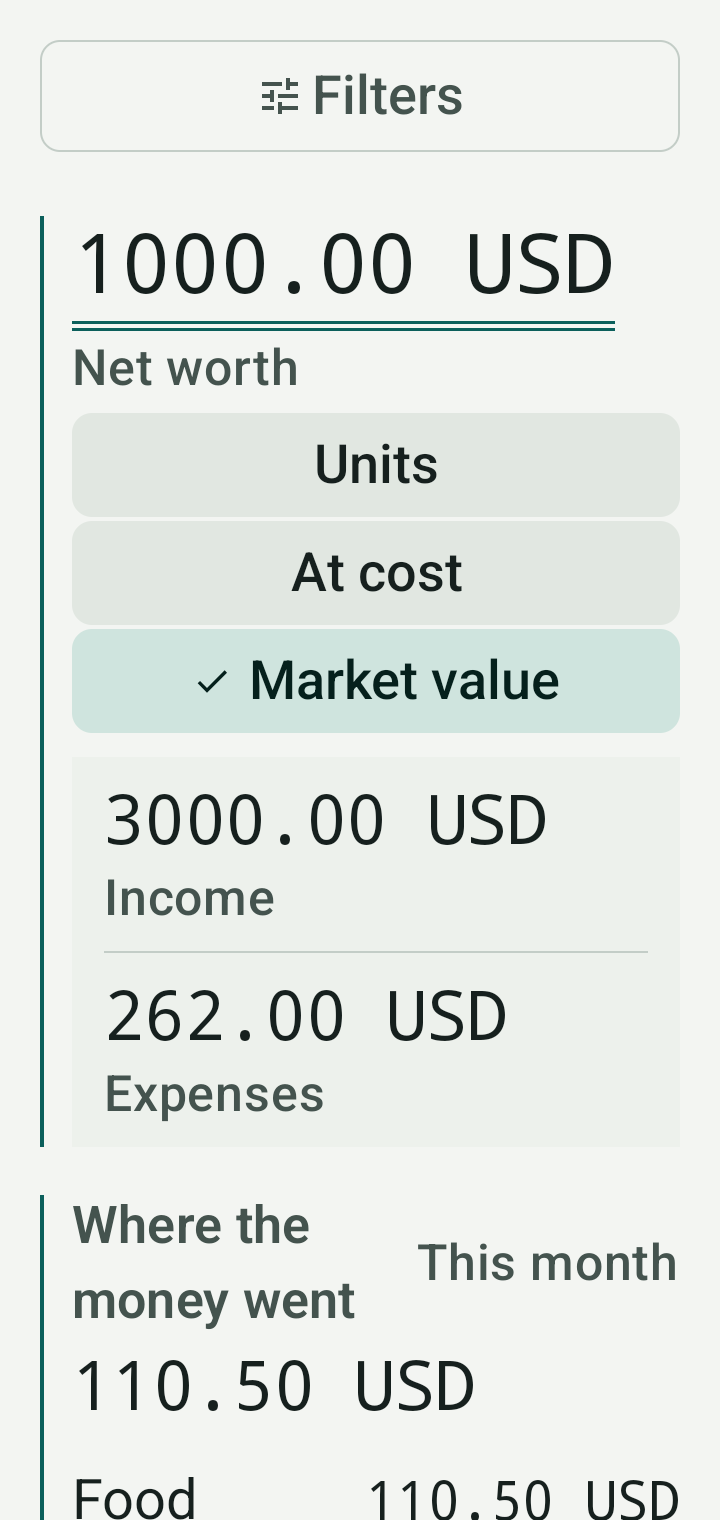 Filters
1000.00 USD
Net worth
Units
At cost
Market value
3000.00 USD
Income
262.00 USD
Expenses
Where the
money went
This month
110.50 USD
Food 110.50 USD